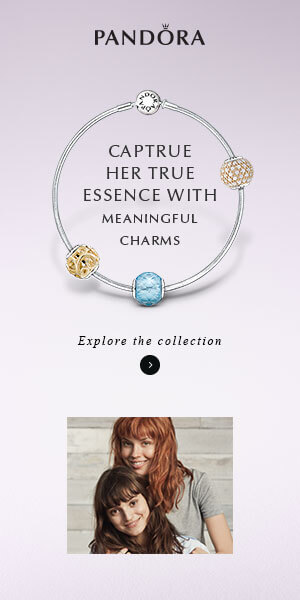 PANDORA
CAPTRUE
HER TRUE
ESSENCE WITH
MEANINGFUL
CHARMS
Explore the collection